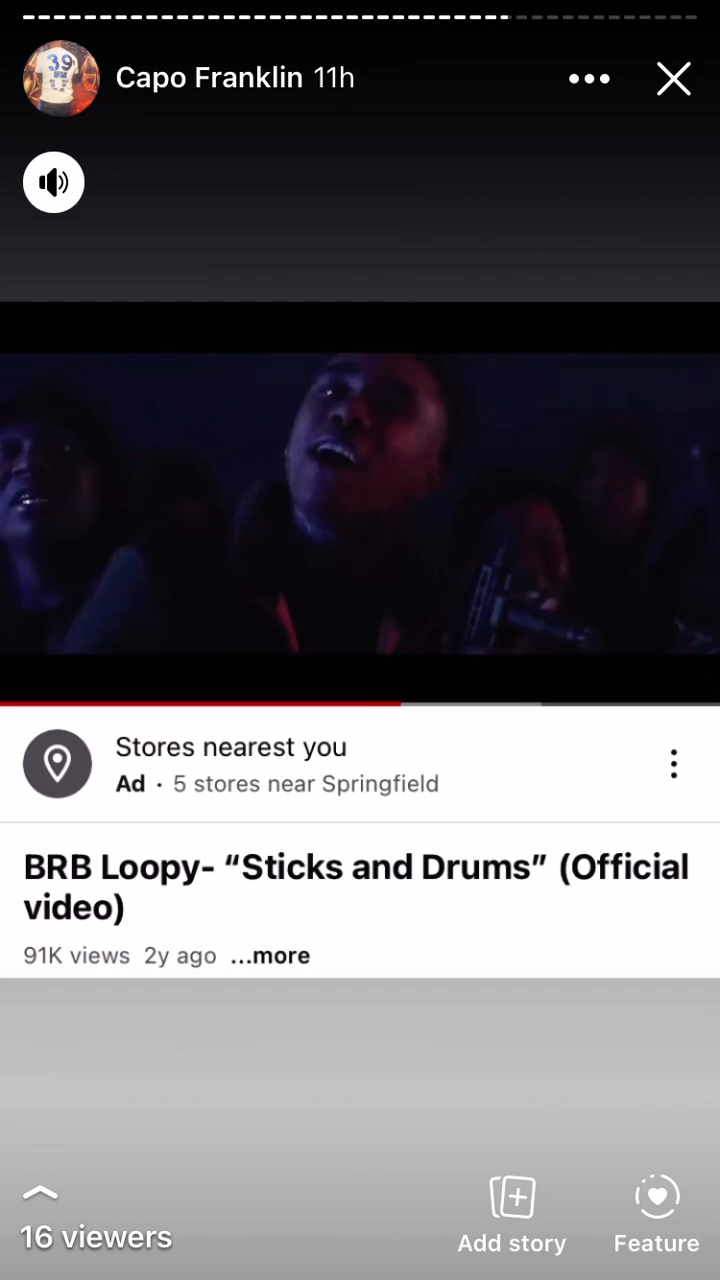 Capo Franklin 11h
39
Stores nearest you
Ad · 5 stores near Springfield
BRB Loopy- “Sticks and Drums” (Official
video)
91K views 2y ago ...more
16 viewers
Add story
Feature